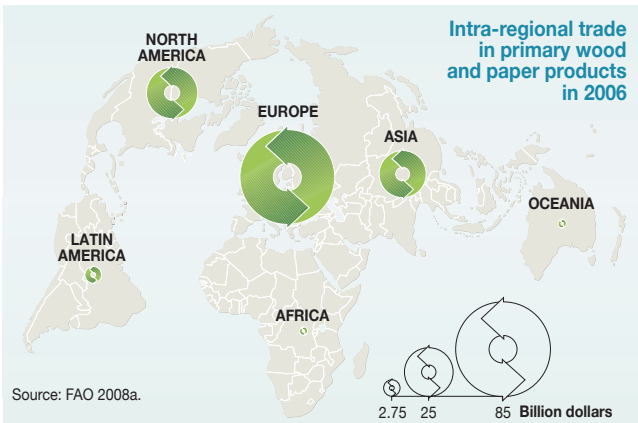 Intra-regional trade
in primary wood
and paper products
in 2006
NORTH
AMERICA
EUROPE
ASIA
OCEANIA
LATIN
AMERICA
AFRICA
Source: FAO 2008a.
2.75 25 85 Billion dollars